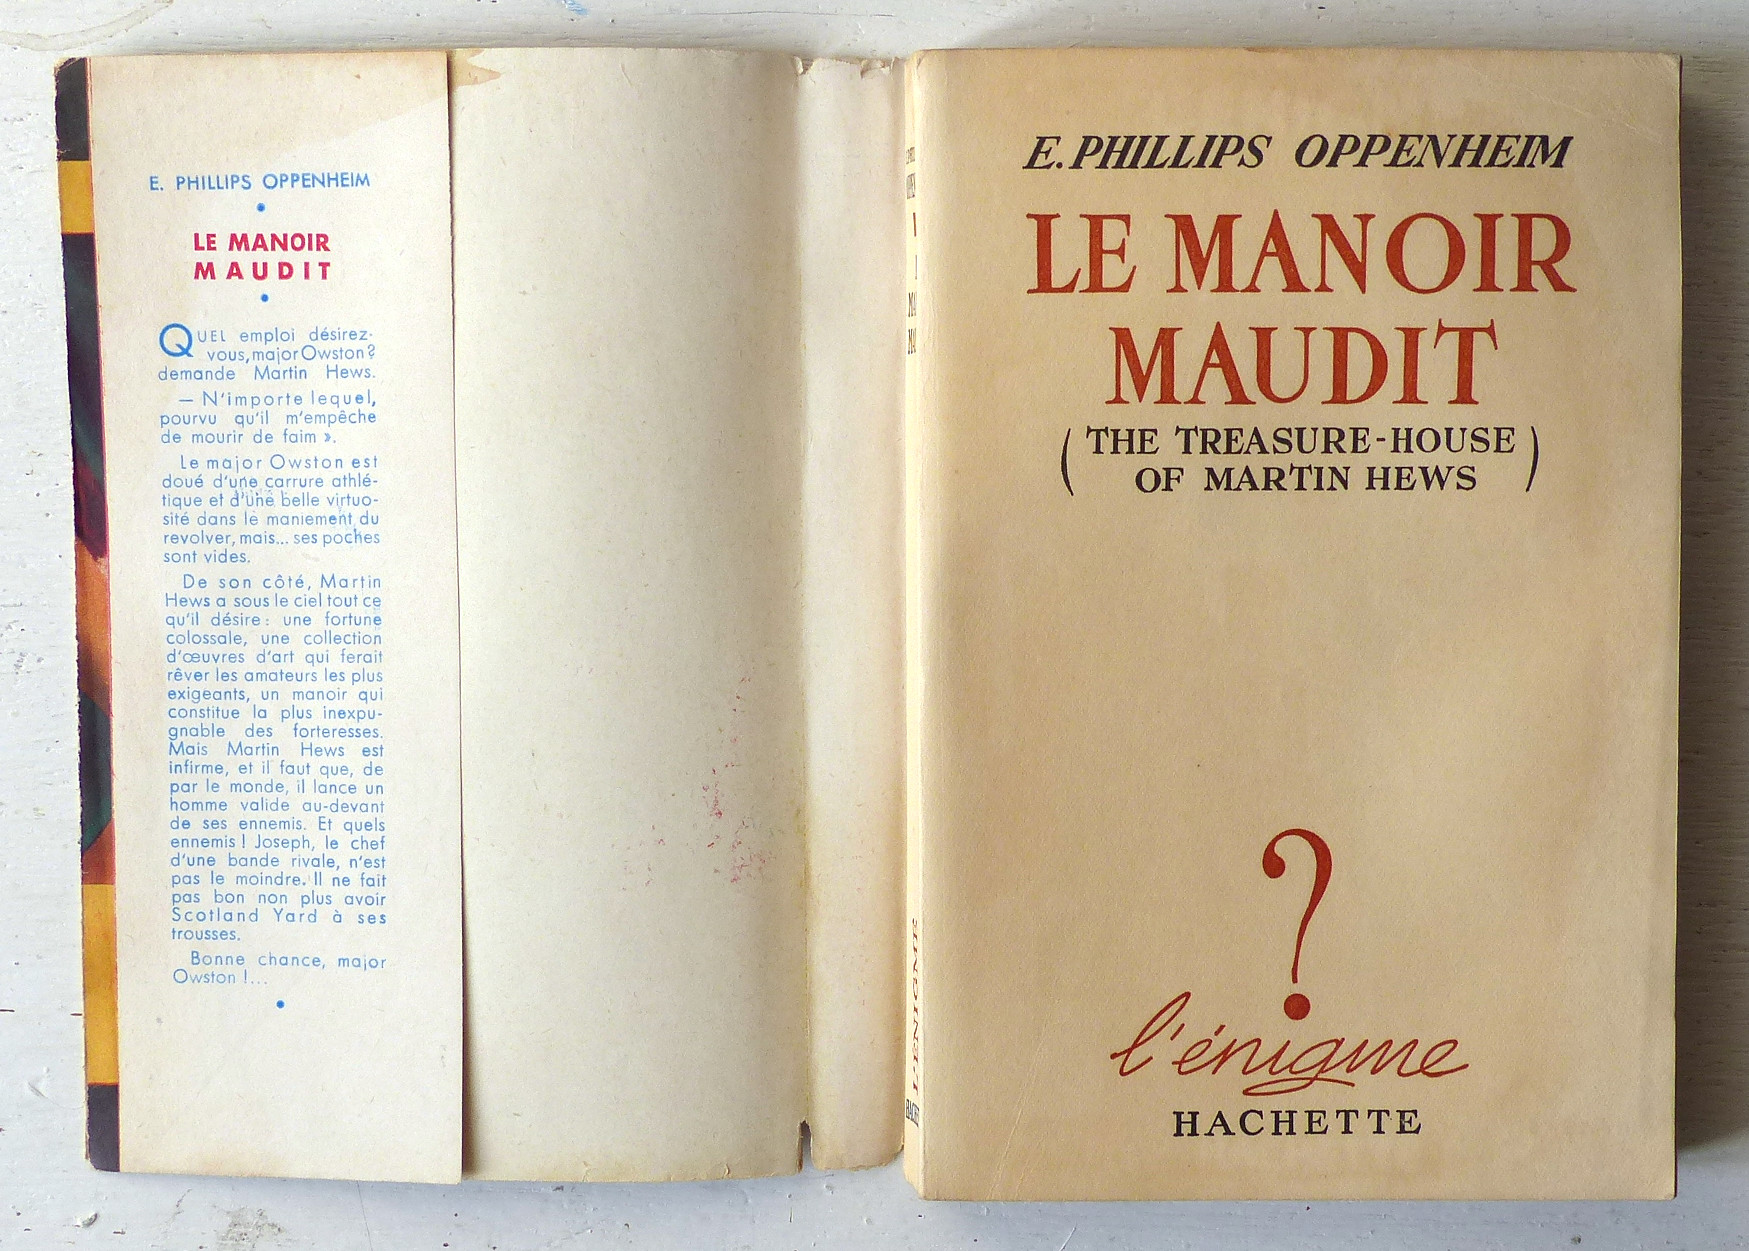 E. PHILLIPS OPPENHEIM
LE MANOIR
MAUDIT
QUEL emploi désirez-
vous, major Owston ?
demande Martin Hews.
— N'importe lequel,
pourvu qu'il m'empêche
de mourir de faim ».
Le major Owston est
doué d'une carrure athlé-
tique et d'une belle virtuo-
sité dans le maniement du
revolver, mais... ses poches
sont vides.
De son côté, Martin
Hews a sous le ciel tout ce
qu'il désire : une fortune
colossale, une collection
d'œuvres d'art qui ferait
rêver les amateurs les plus
exigeants, un manoir qui
constitue la plus inexpu-
gnable des forteresses.
Mais Martin Hews est
infirme, et il faut que, de
par le monde, il lance un
homme valide au-devant
de ses ennemis. Et quels
ennemis ! Joseph, le chef
d'une bande rivale, n'est
pas le moindre. Il ne fait
pas bon non plus avoir
Scotland Yard à ses
trousses.
Bonne chance, major
Owston !...
L'ÉNIGME
E. PHILLIPS OPPENHEIM
LE MANOIR
MAUDIT
( THE TREASURE-HOUSE
OF MARTIN HEWS )
?
l'énigme
HACHETTE